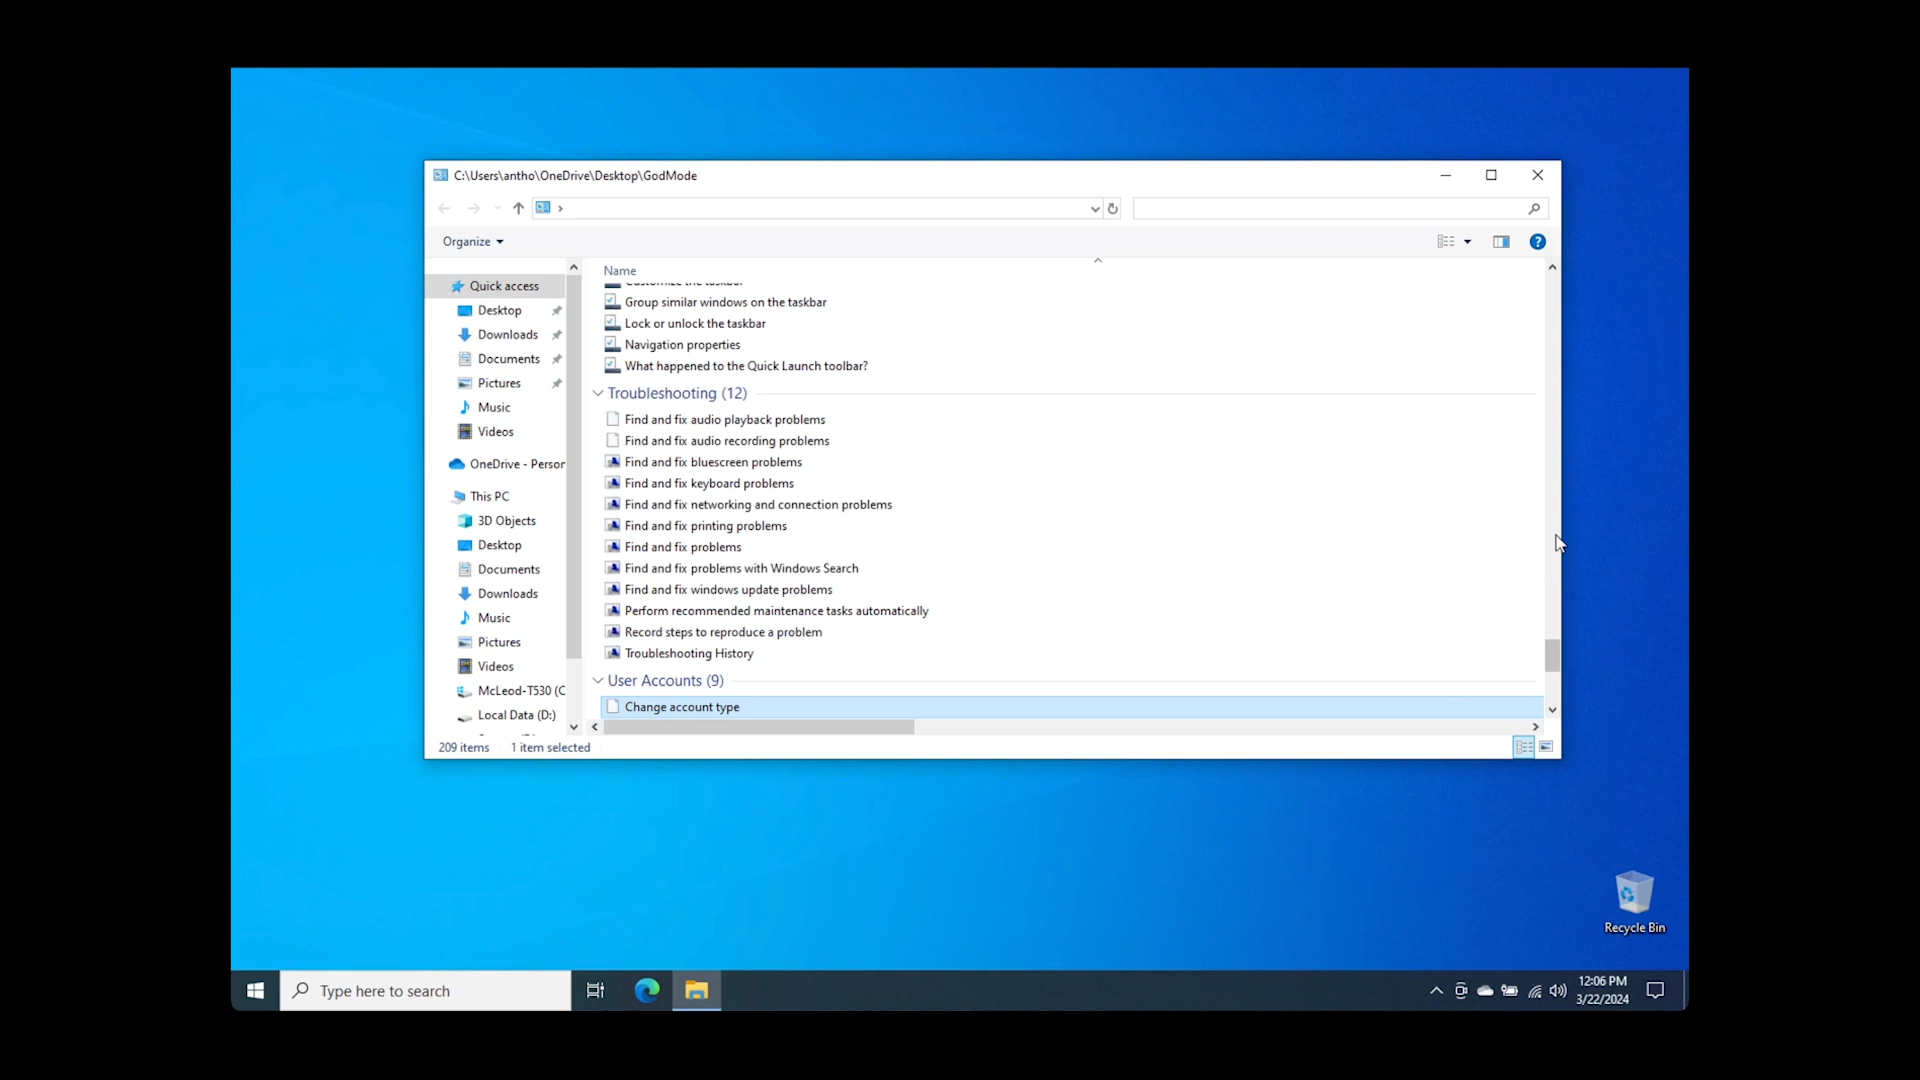 C:\Users\antho\OneDrive\Desktop\GodMode
Organize
Name
Customize the taskbar
Group similar windows on the taskbar
Lock or unlock the taskbar
Navigation properties
What happened to the Quick Launch toolbar?
Troubleshooting (12)
Find and fix audio playback problems
Find and fix audio recording problems
Find and fix bluescreen problems
Find and fix keyboard problems
Find and fix networking and connection problems
Find and fix printing problems
Find and fix problems
Find and fix problems with Windows Search
Find and fix windows update problems
Perform recommended maintenance tasks automatically
Record steps to reproduce a problem
Troubleshooting History
User Accounts (9)
Change account type
Quick access
Desktop
Downloads
Documents
Pictures
Music
Videos
OneDrive - Person
This PC
3D Objects
Desktop
Documents
Downloads
Music
Pictures
Videos
McLeod-T530 (C
Local Data (D:)
209 items 1 item selected
Recycle Bin
Type here to search
12:06 PM
3/22/2024